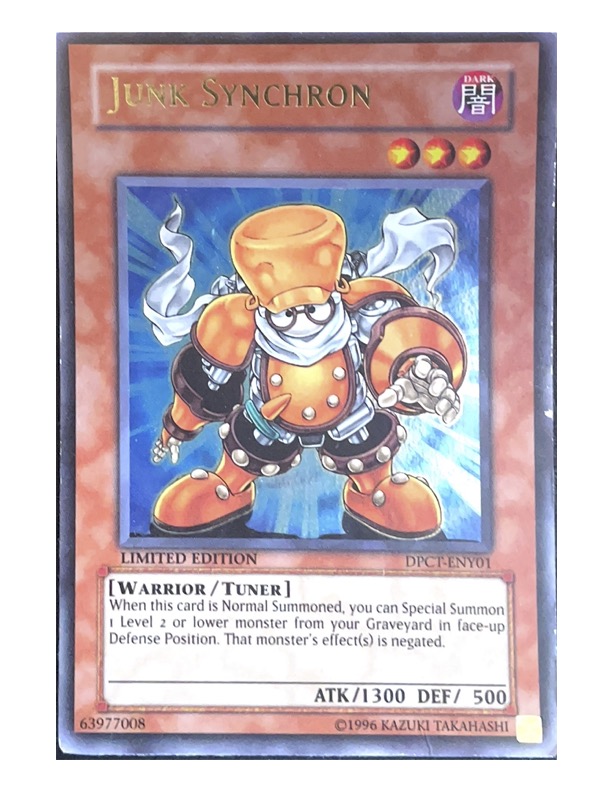 JUNK SYNCHRON
DARK
闇
LIMITED EDITION
DPCT-ENY01
[WARRIOR/TUNER]
When this card is Normal Summoned, you can Special Summon
1 Level 2 or lower monster from your Graveyard in face-up
Defense Position. That monster's effect(s) is negated.
ATK/1300 DEF/ 500
63977008
©1996 KAZUKI TAKAHASHI